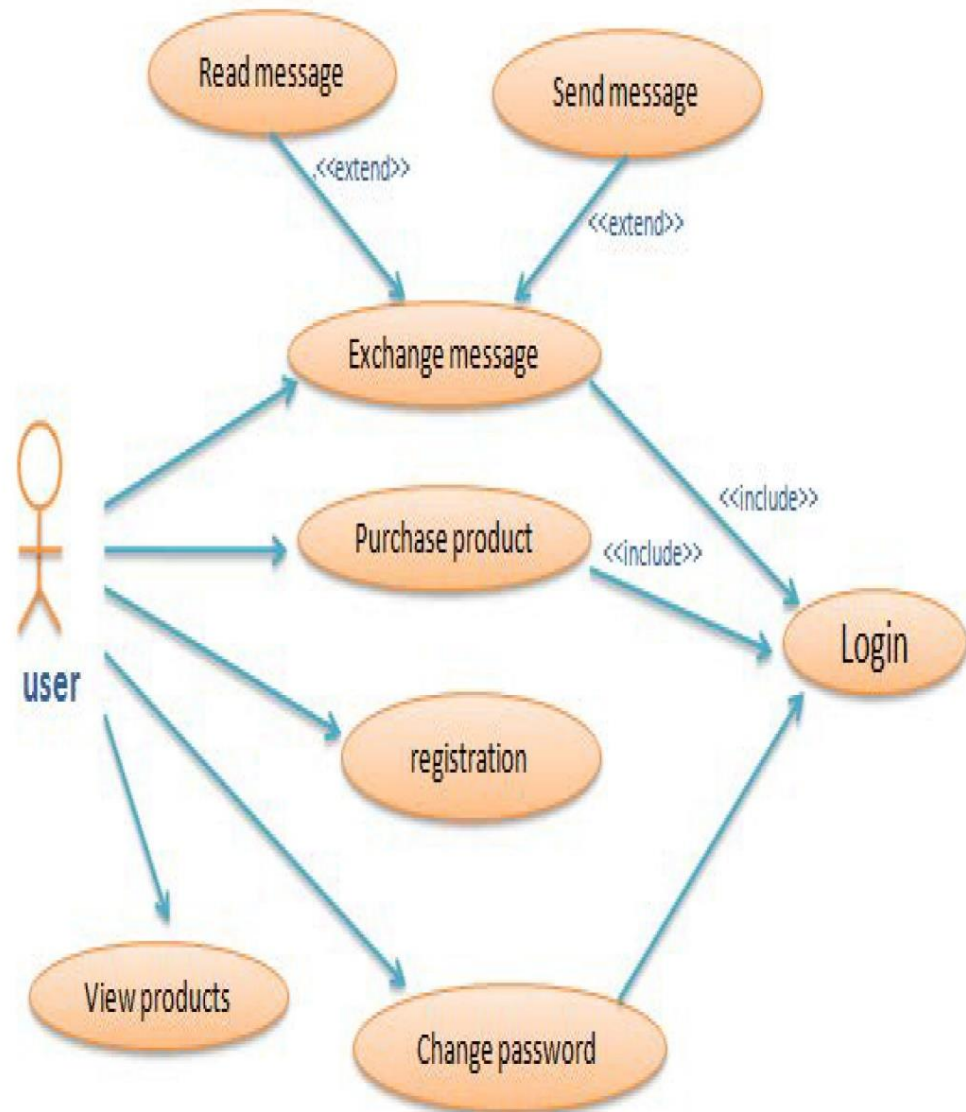 Read message
Send message
<<extend>>
<<extend>>
Exchange message
<<include>>
Purchase product
<<include>>
Login
user
registration
View products
Change password